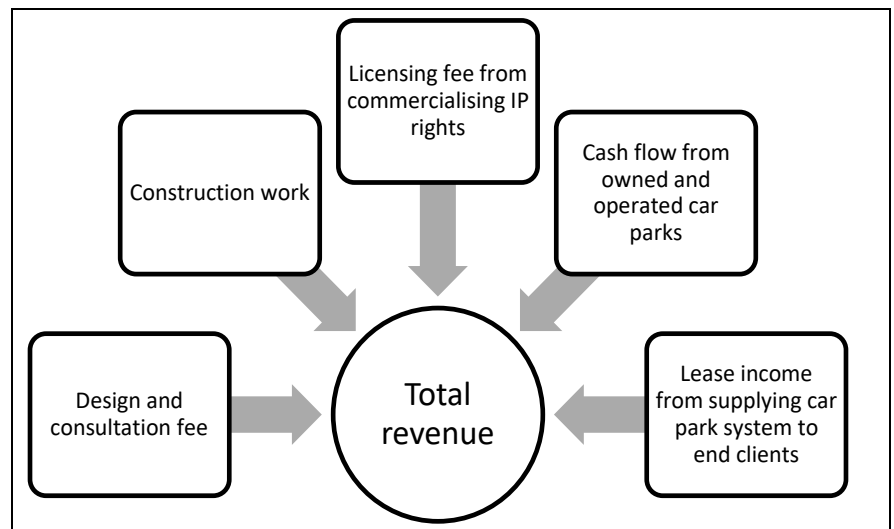 Licensing fee from
commercialising IP
rights
Construction work
Cash flow from
owned and
operated car
parks
Design and
consultation fee
Total
revenue
Lease income
from supplying car
park system to
end clients